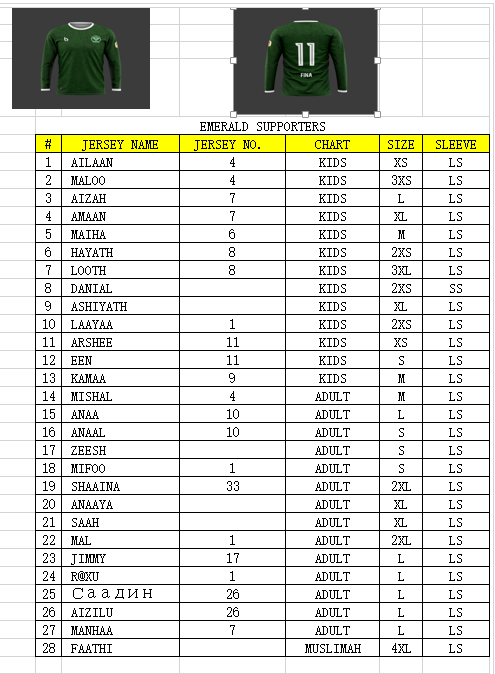 11
FINA
EMERALD SUPPORTERS
# JERSEY NAME JERSEY NO. CHART SIZE SLEEVE
1 AILAAN 4 KIDS XS LS
2 MALOO 4 KIDS 3XS LS
3 AIZAH 7 KIDS L LS
4 AMAAN 7 KIDS XL LS
5 MAIHA 6 KIDS M LS
6 HAYATH 8 KIDS 2XS LS
7 LOOTH 8 KIDS 3XL LS
8 DANIAL KIDS 2XS SS
9 ASHIYATH KIDS XL LS
10 LAAYAA 1 KIDS 2XS LS
11 ARSHEE 11 KIDS XS LS
12 EEN 11 KIDS S LS
13 KAMAA 9 KIDS M LS
14 MISHAL 4 ADULT M LS
15 ANAA 10 ADULT L LS
16 ANAAL 10 ADULT S LS
17 ZEESH ADULT S LS
18 MIFOO 1 ADULT S LS
19 SHAAINA 33 ADULT 2XL LS
20 ANAAYA ADULT XL LS
21 SAAH ADULT XL LS
22 MAL 1 ADULT 2XL LS
23 JIMMY 17 ADULT L LS
24 R@XU 1 ADULT L LS
25 Саадин 26 ADULT L LS
26 AIZILU 26 ADULT L LS
27 MANHAA 7 ADULT L LS
28 FAATHI MUSLIMAH 4XL LS